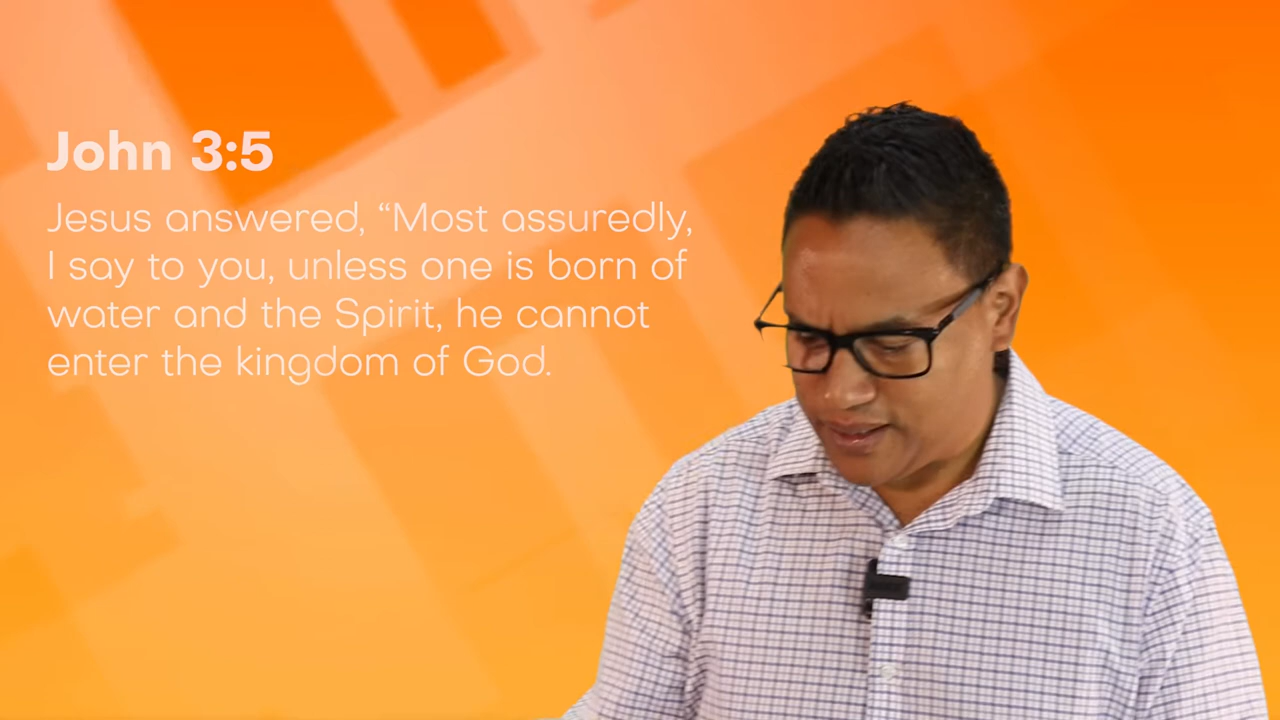 John 3:5
Jesus answered, “Most assuredly,
I say to you, unless one is born of
water and the Spirit, he cannot
enter the kingdom of God.